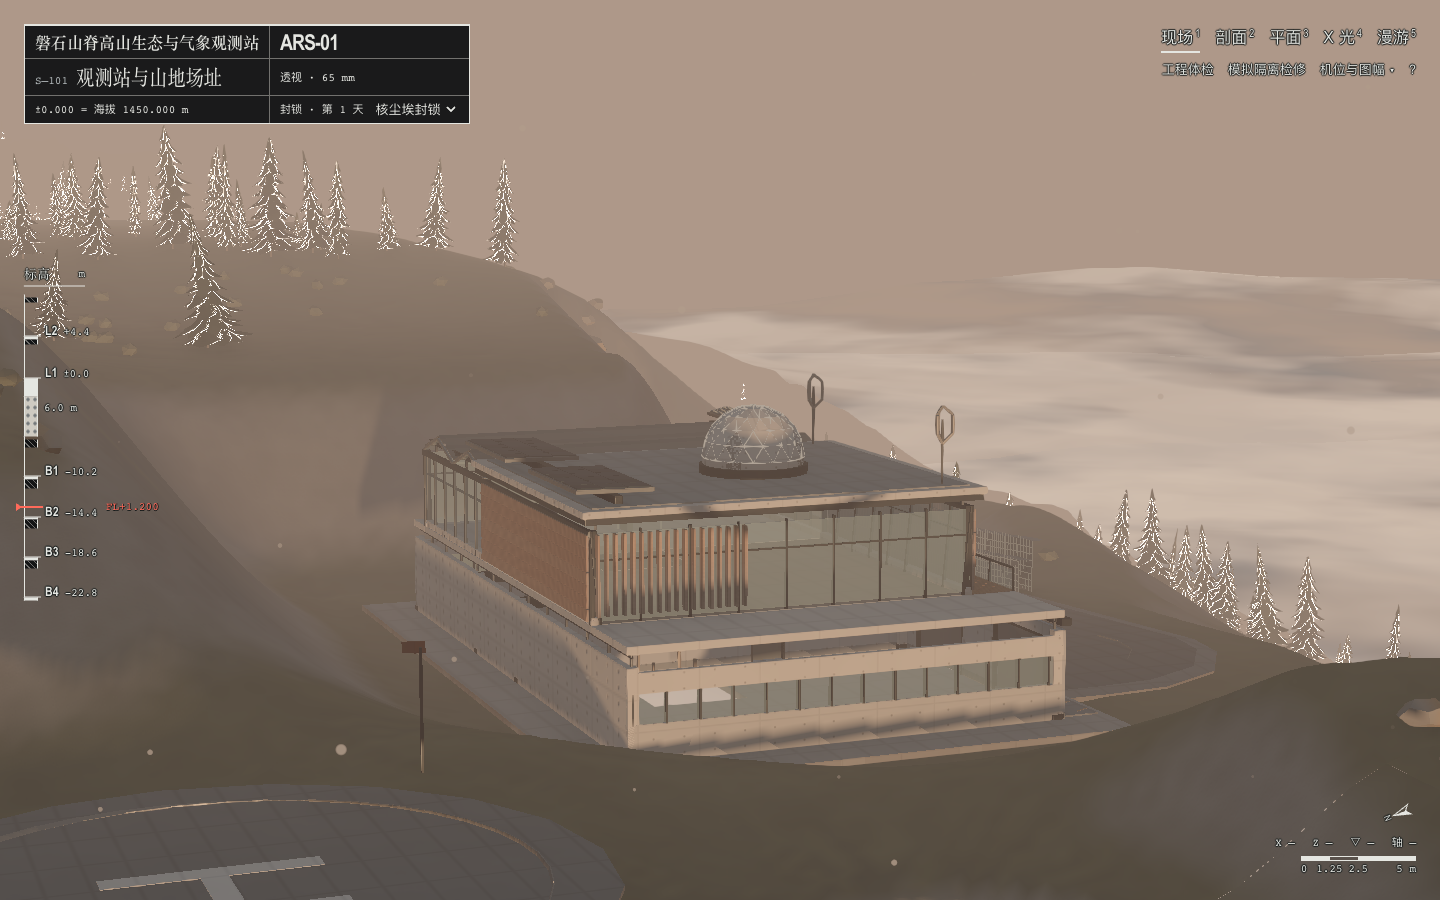 磐石山脊高山生态与气象观测站 ARS-01
S—101 观测站与山地场址 透视 · 65 mm
±0.000 = 海拔 1450.000 m 封锁 · 第 1 天 核尘埃封锁
现场1 剖面2 平面3 X 光4 漫游5
工程体检 模拟隔离检修 机位与图幅 ?
标高 m
L2 +4.4
L1 ±0.0
6.0 m
B1 −10.2
FL+1.200
B2 −14.4
B3 −18.6
B4 −22.8
N
x — z — ▽ — 轴 —
0 1.25 2.5 5 m